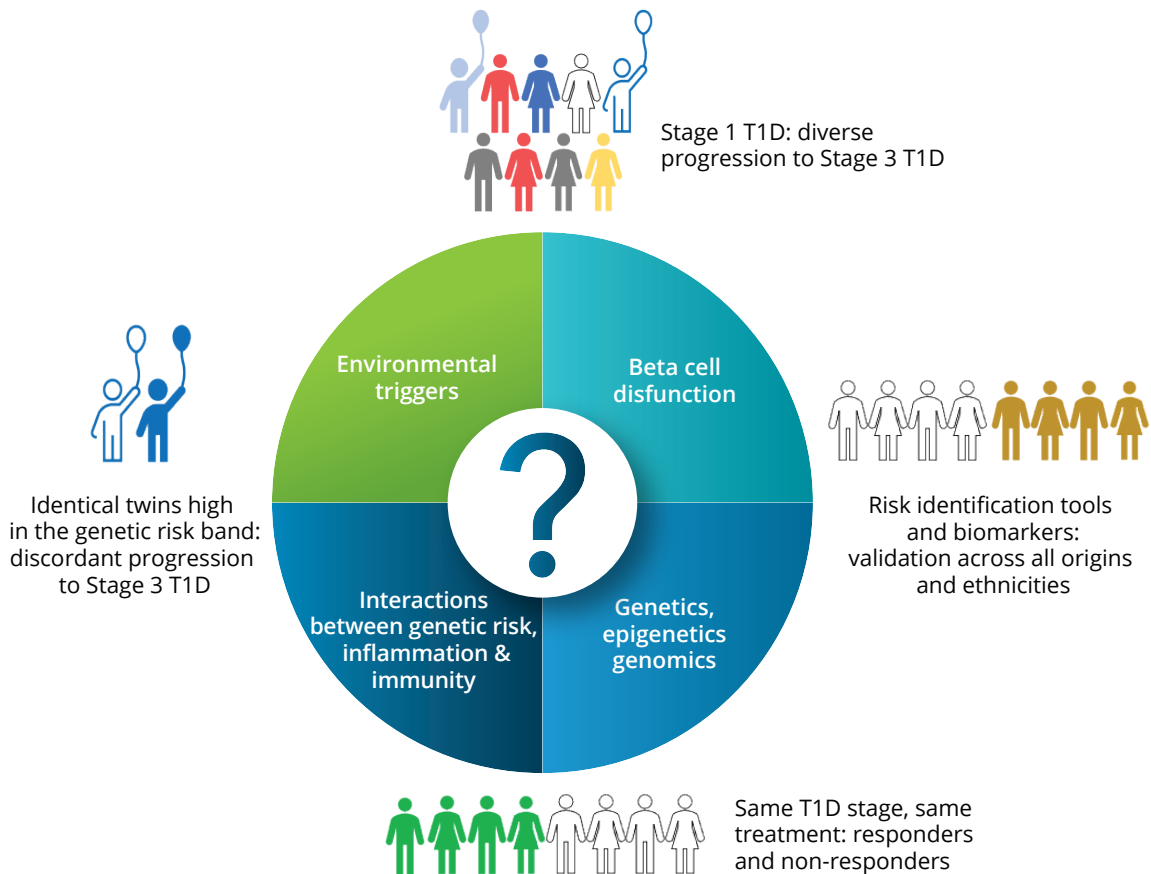 Stage 1 T1D: diverse
progression to Stage 3 T1D
Environmental
triggers
Beta cell
disfunction
Identical twins high
in the genetic risk band:
discordant progression
to Stage 3 T1D
?
Risk identification tools
and biomarkers:
validation across all origins
and ethnicities
Interactions
between genetic risk,
inflammation &
immunity
Genetics,
epigenetics
genomics
Same T1D stage, same
treatment: responders
and non-responders